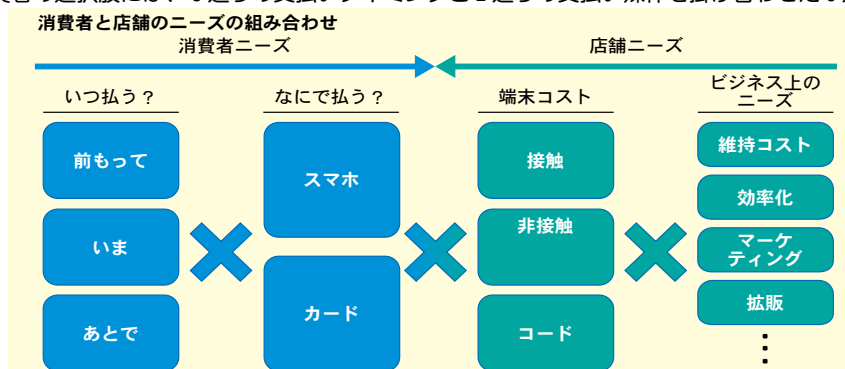 消費者と店舗のニーズの組み合わせ
消費者ニーズ
店舗ニーズ
いつ払う？
なにで払う？
端末コスト
ビジネス上の
ニーズ
前もって
いま
あとで
スマホ
カード
接触
非接触
コード
維持コスト
効率化
マーケ
ティング
拡販